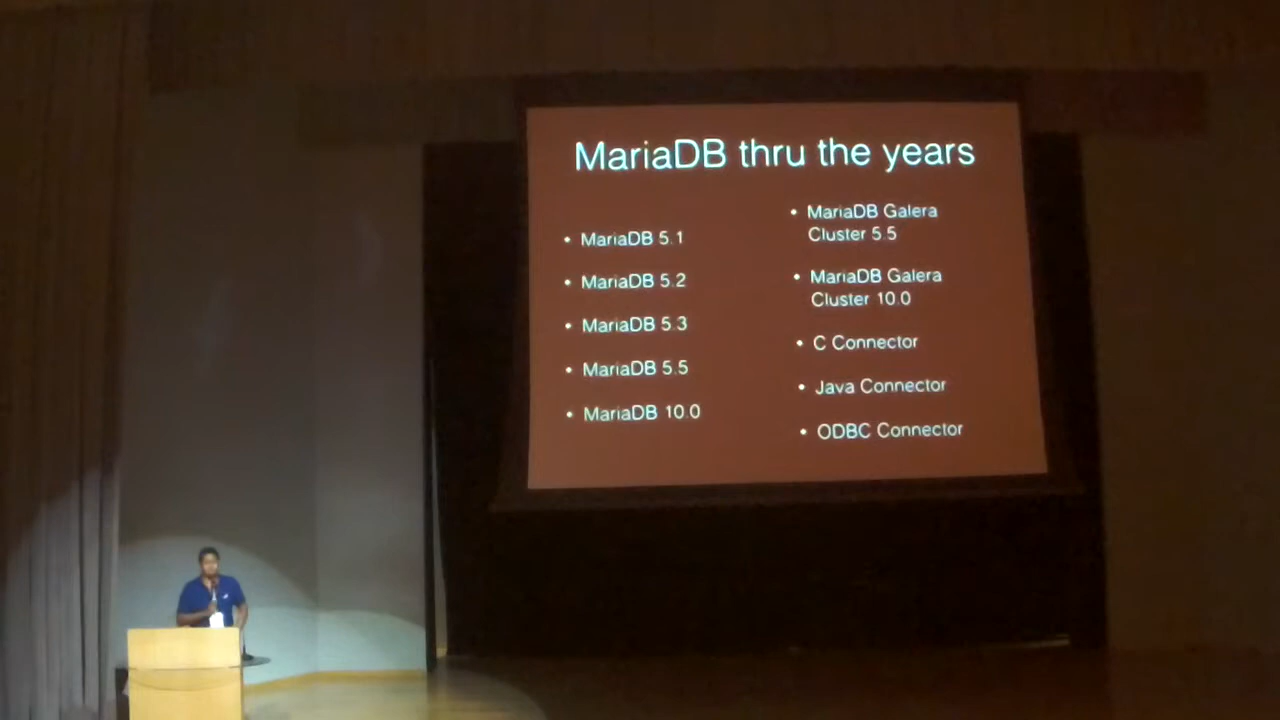 MariaDB thru the years
• MariaDB 5.1
• MariaDB 5.2
• MariaDB 5.3
• MariaDB 5.5
• MariaDB 10.0
• MariaDB Galera
Cluster 5.5
• MariaDB Galera
Cluster 10.0
• C Connector
• Java Connector
• ODBC Connector